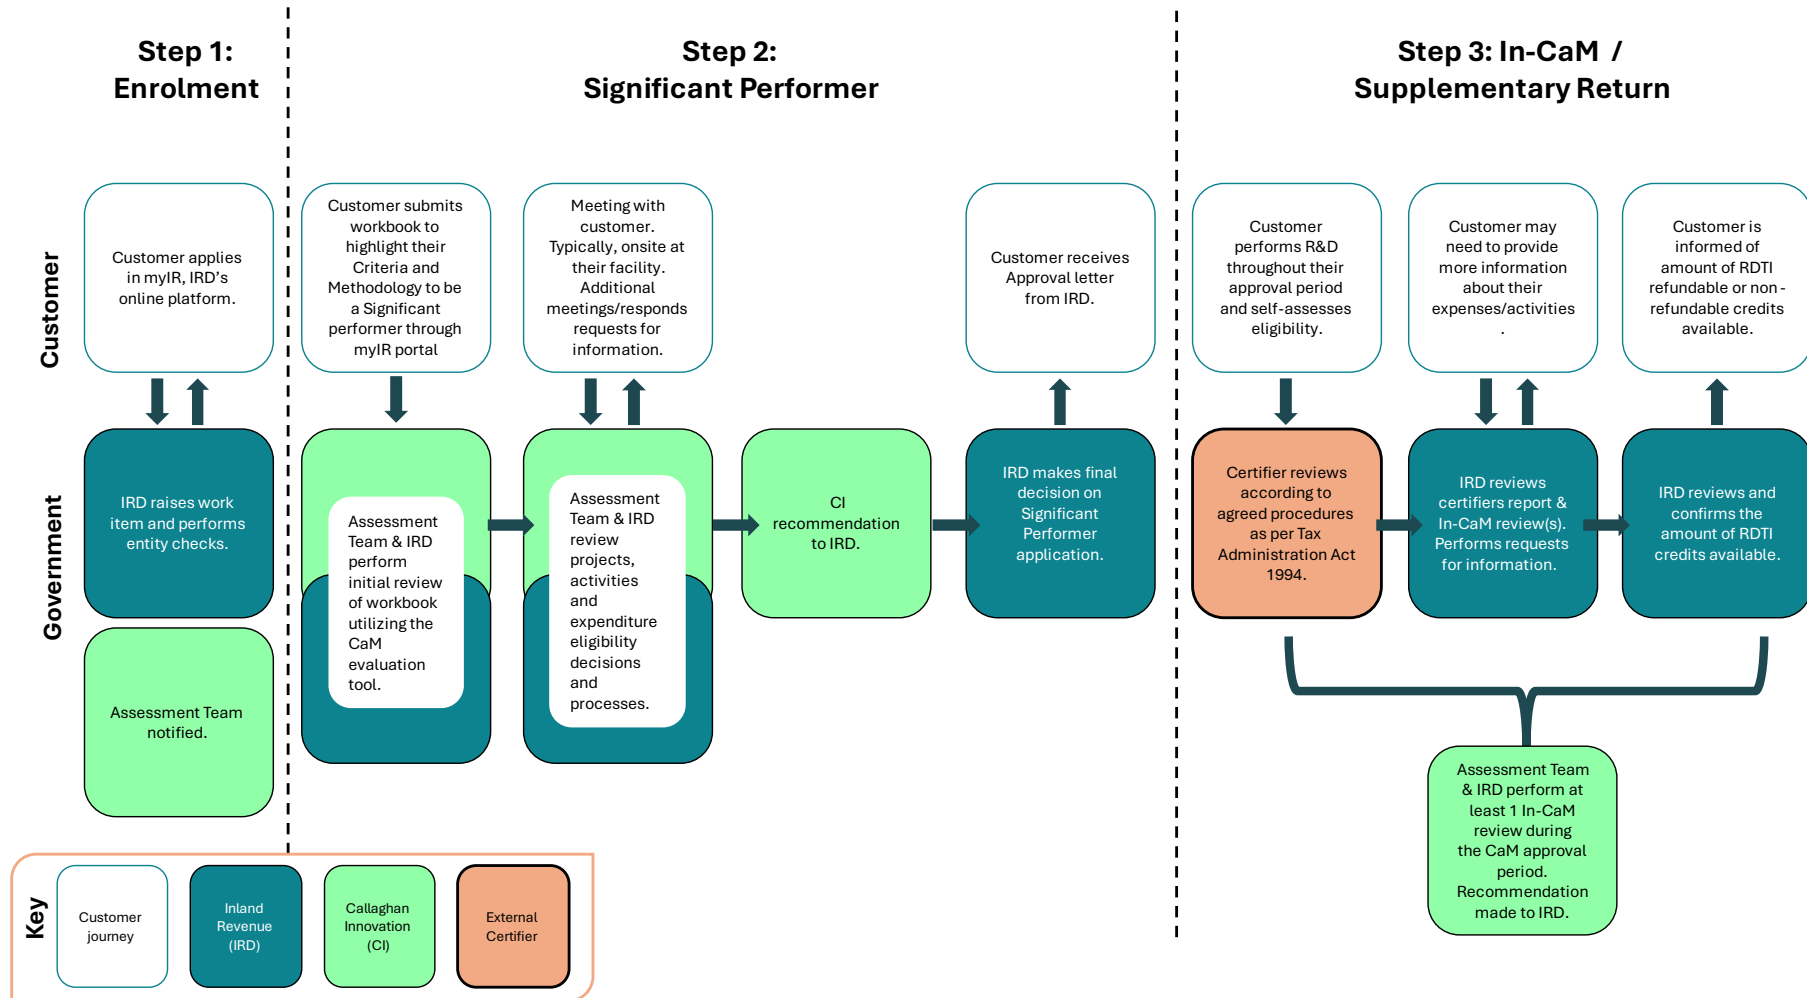 Step 1:
Enrolment
Step 2:
Significant Performer
Step 3: In-CaM /
Supplementary Return
Customer
Customer applies
in myIR, IRD’s
online platform.
Customer submits
workbook to
highlight their
Criteria and
Methodology to be
a Significant
performer through
myIR portal
Meeting with
customer.
Typically, onsite at
their facility.
Additional
meetings/responds
requests for
information.
Customer receives
Approval letter
from IRD.
Customer
performs R&D
throughout their
approval period
and self-assesses
eligibility.
Customer may
need to provide
more information
about their
expenses/activities
.
Customer is
informed of
amount of RDTI
refundable or non-
refundable credits
available.
Government
IRD raises work
item and performs
entity checks.
Assessment Team
notified.
Assessment
Team & IRD
perform
initial review
of workbook
utilizing the
CaM
evaluation
tool.
Assessment
Team & IRD
review
projects,
activities
and
expenditure
eligibility
decisions
and
processes.
CI
recommendation
to IRD.
IRD makes final
decision on
Significant
Performer
application.
Certifier reviews
according to
agreed procedures
as per Tax
Administration Act
1994.
IRD reviews
certifiers report &
In-CaM review(s).
Performs requests
for information.
IRD reviews and
confirms the
amount of RDTI
credits available.
Assessment Team
& IRD perform at
least 1 In-CaM
review during
the CaM approval
period.
Recommendation
made to IRD.
Key
Customer
journey
Inland
Revenue
(IRD)
Callaghan
Innovation
(CI)
External
Certifier